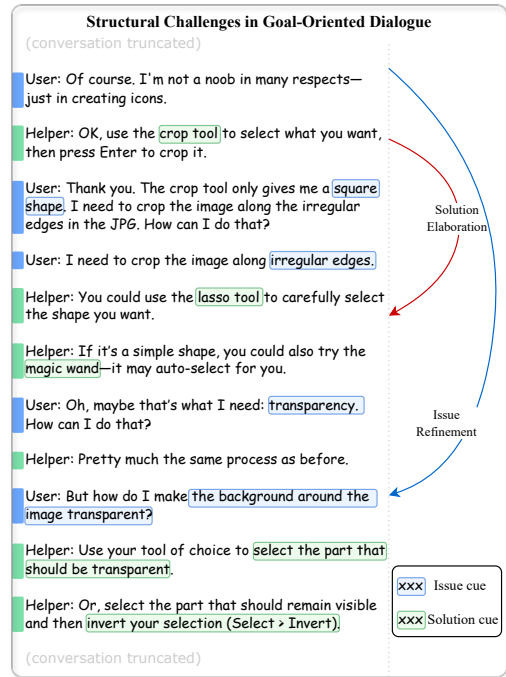 Structural Challenges in Goal-Oriented Dialogue
(conversation truncated)
User: Of course. I'm not a noob in many respects—
just in creating icons.
Helper: OK, use the crop tool to select what you want,
then press Enter to crop it.
User: Thank you. The crop tool only gives me a square
shape. I need to crop the image along the irregular
edges in the JPG. How can I do that?
User: I need to crop the image along irregular edges.
Helper: You could use the lasso tool to carefully select
the shape you want.
Helper: If it's a simple shape, you could also try the
magic wand—it may auto-select for you.
User: Oh, maybe that's what I need: transparency.
How can I do that?
Helper: Pretty much the same process as before.
User: But how do I make the background around the
image transparent?
Helper: Use your tool of choice to select the part that
should be transparent.
Helper: Or, select the part that should remain visible
and then invert your selection (Select > Invert).
(conversation truncated)
Solution
Elaboration
Issue
Refinement
xxx Issue cue
xxx Solution cue